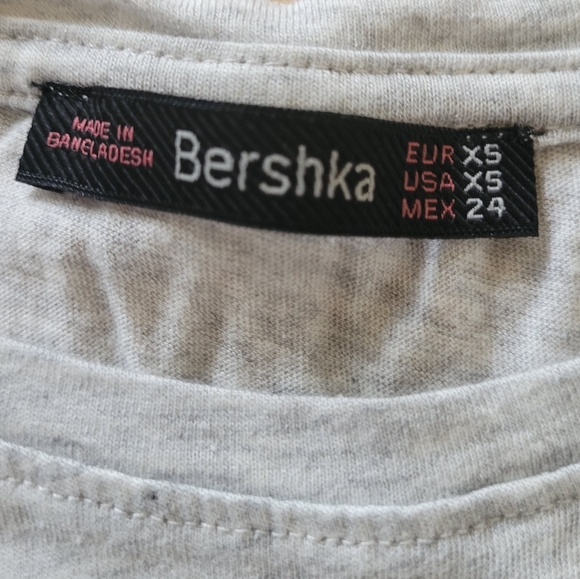 MADE IN
BANGLADESH
Bershka
EUR XS
USA XS
MEX 24